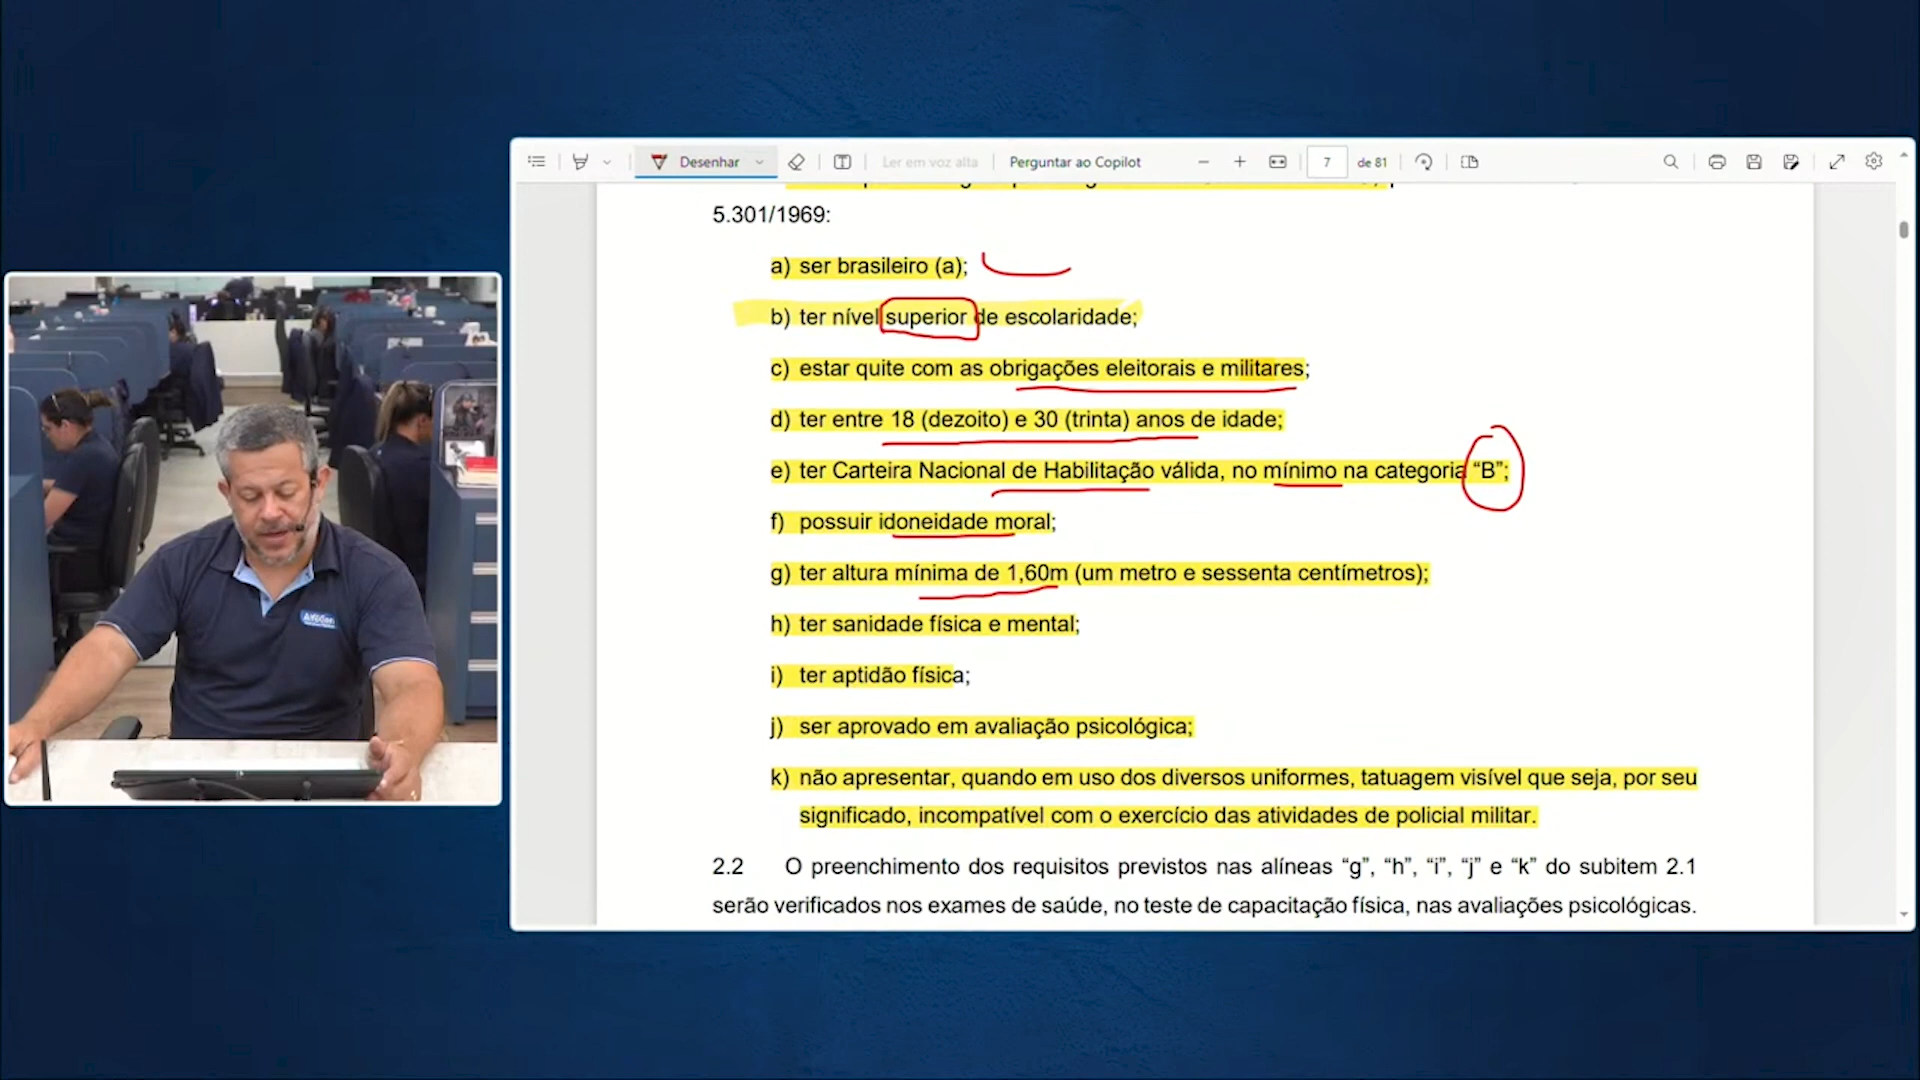 Desenhar
Ler em voz alta
Perguntar ao Copilot
7 de 81
5.301/1969:
a) ser brasileiro (a);
b) ter nível superior de escolaridade;
c) estar quite com as obrigações eleitorais e militares;
d) ter entre 18 (dezoito) e 30 (trinta) anos de idade;
e) ter Carteira Nacional de Habilitação válida, no mínimo na categoria “B”;
f) possuir idoneidade moral;
g) ter altura mínima de 1,60m (um metro e sessenta centímetros);
h) ter sanidade física e mental;
i) ter aptidão física;
j) ser aprovado em avaliação psicológica;
k) não apresentar, quando em uso dos diversos uniformes, tatuagem visível que seja, por seu
significado, incompatível com o exercício das atividades de policial militar.
2.2 O preenchimento dos requisitos previstos nas alíneas “g”, “h”, “i”, “j” e “k” do subitem 2.1
serão verificados nos exames de saúde, no teste de capacitação física, nas avaliações psicológicas.